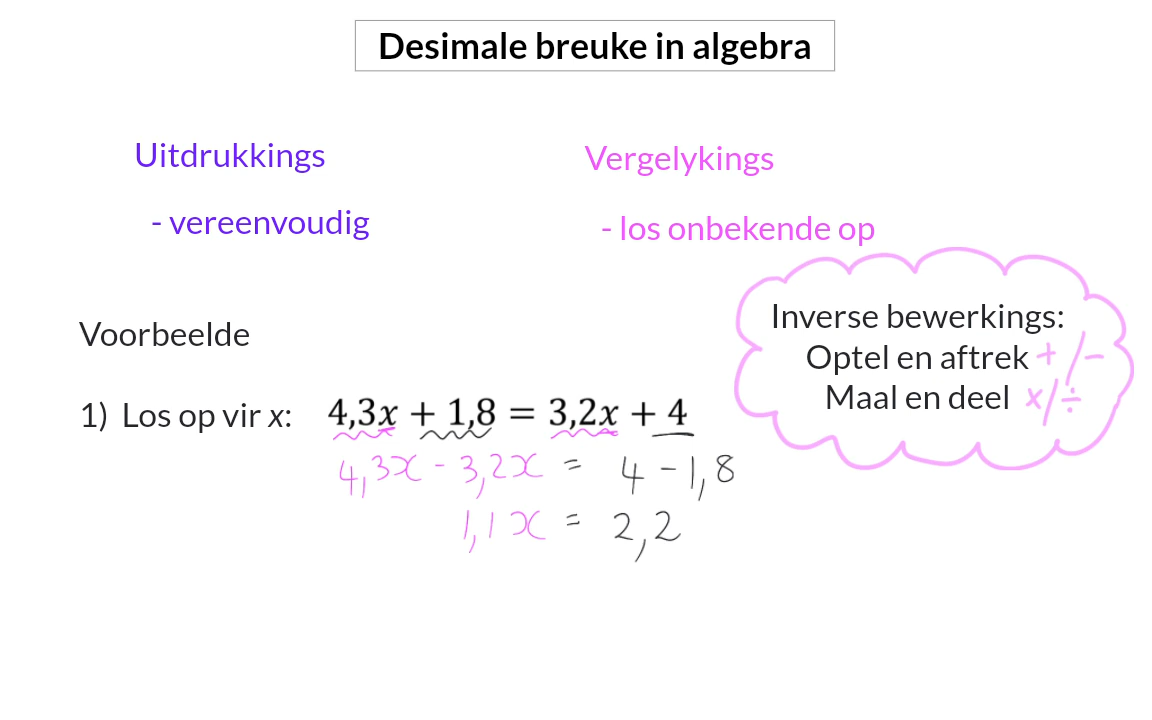 Desimale breuke in algebra
Uitdrukkings
- vereenvoudig
Vergelykings
- los onbekende op
Inverse bewerkings:
Optel en aftrek + / -
Maal en deel x/÷
Voorbeelde
1) Los op vir x: 4,3x + 1,8 = 3,2x + 4
4,3x - 3,2x = 4 - 1,8
1,1x = 2,2